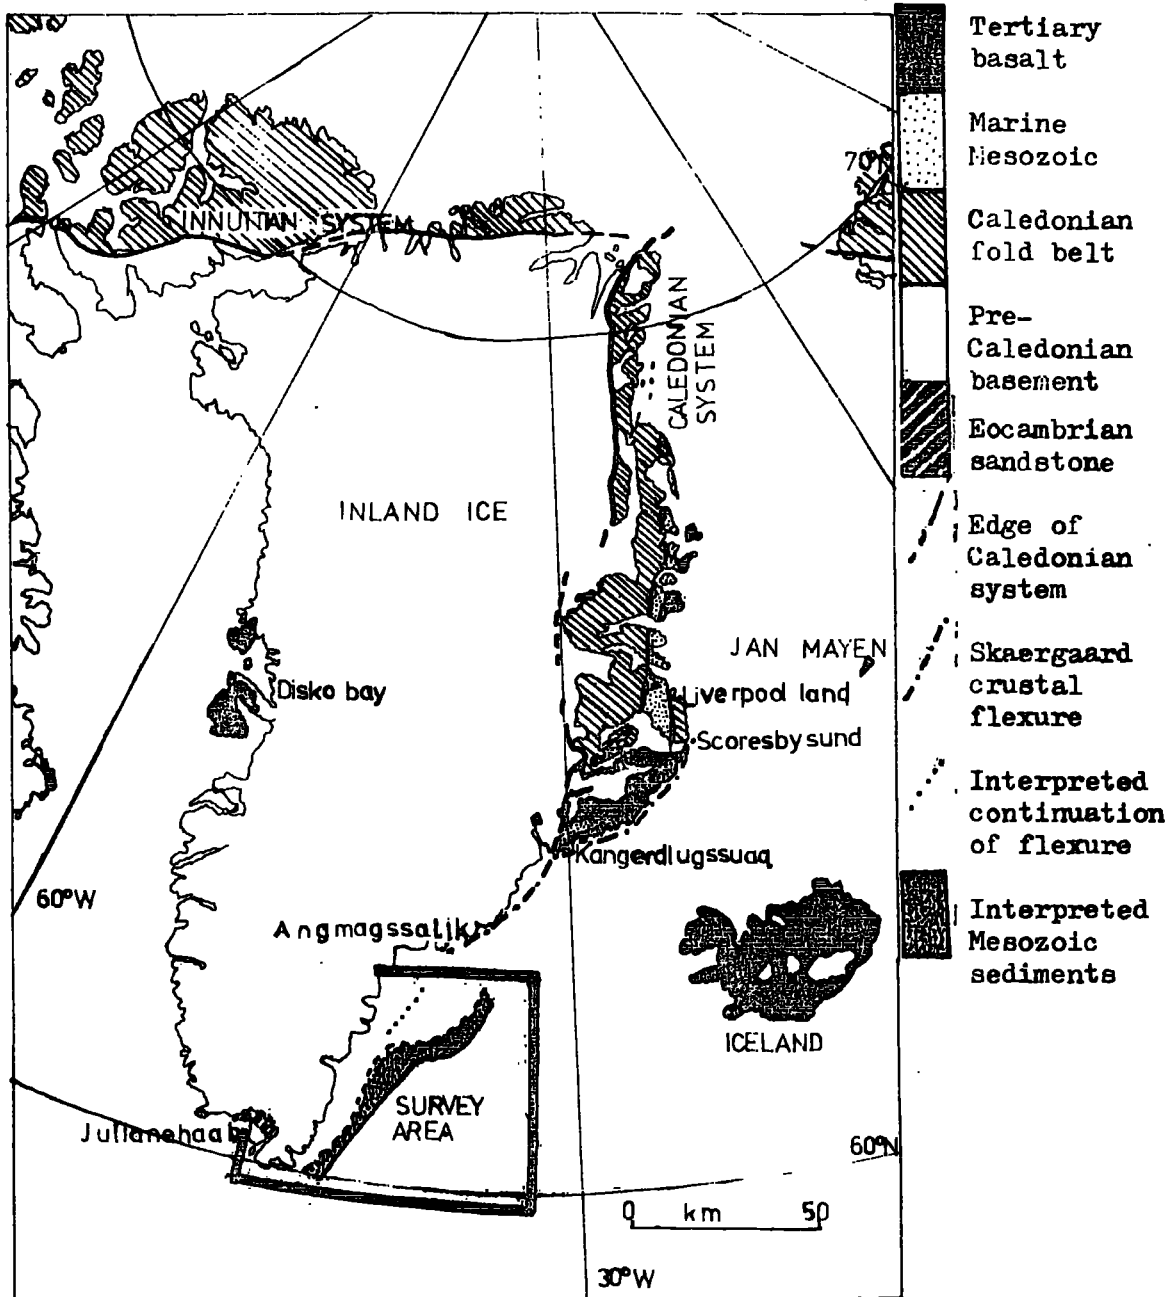 Tertiary
basalt
Marine
Mesozoic
Caledonian
fold belt
Pre-
Caledonian
basement
Eocambrian
sandstone
Edge of
Caledonian
system
Skaergaard
crustal
flexure
Interpreted
continuation
of flexure
Interpreted
Mesozoic
sediments
70°N
INNUITIAN SYSTEM
CALEDONIAN
SYSTEM
INLAND ICE
JAN MAYEN
Disko bay
Liverpool land
Scoresby sund
Kangerdlugssuaq
60°W
Angmagssalik
ICELAND
SURVEY
AREA
Julianehaab
60°N
0 km 50
30°W